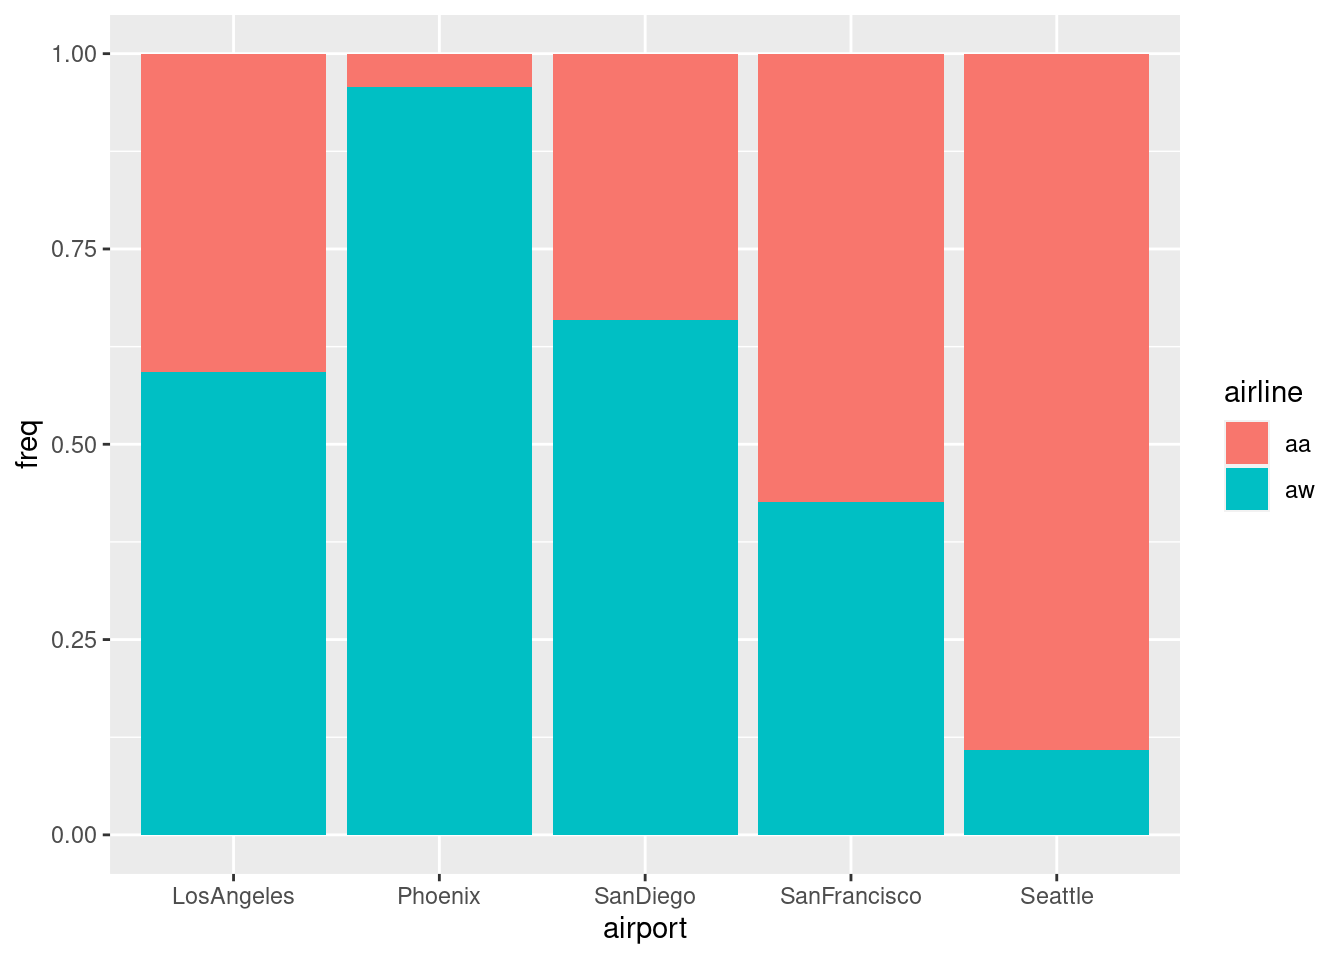 1.00
0.75
0.50
0.25
0.00
freq
LosAngeles Phoenix SanDiego SanFrancisco Seattle
airport
airline
aa
aw